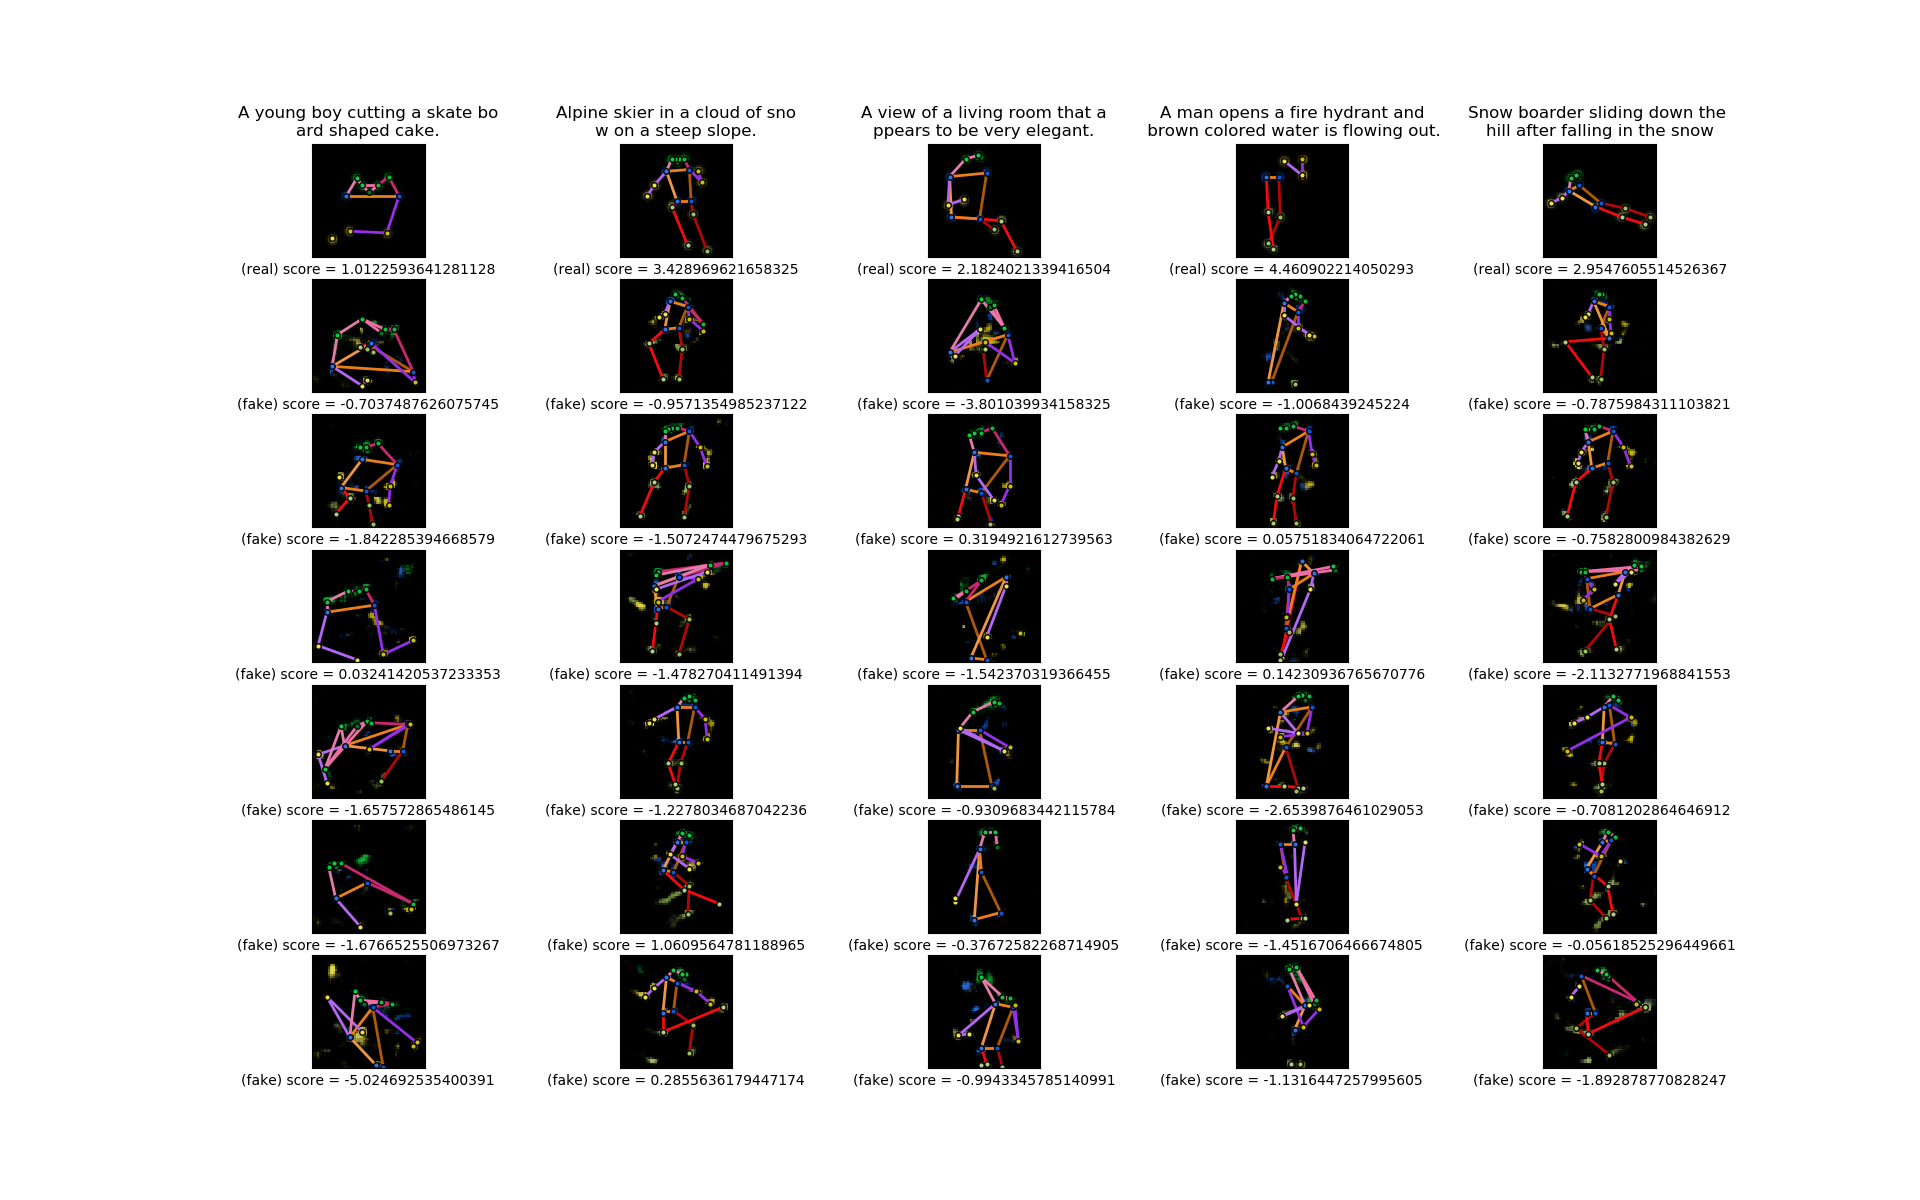 A young boy cutting a skate bo
ard shaped cake.
Alpine skier in a cloud of sno
w on a steep slope.
A view of a living room that a
ppears to be very elegant.
A man opens a fire hydrant and
brown colored water is flowing out.
Snow boarder sliding down the
hill after falling in the snow
(real) score = 1.0122593641281128
(real) score = 3.428969621658325
(real) score = 2.1824021339416504
(real) score = 4.460902214050293
(real) score = 2.9547605514526367
(fake) score = -0.7037487626075745
(fake) score = -0.9571354985237122
(fake) score = -3.801039934158325
(fake) score = -1.0068439245224
(fake) score = -0.7875984311103821
(fake) score = -1.842285394668579
(fake) score = -1.5072474479675293
(fake) score = 0.3194921612739563
(fake) score = 0.05751834064722061
(fake) score = -0.7582800984382629
(fake) score = 0.03241420537233353
(fake) score = -1.478270411491394
(fake) score = -1.542370319366455
(fake) score = 0.14230936765670776
(fake) score = -2.1132771968841553
(fake) score = -1.657572865486145
(fake) score = -1.2278034687042236
(fake) score = -0.9309683442115784
(fake) score = -2.6539876461029053
(fake) score = -0.7081202864646912
(fake) score = -1.6766525506973267
(fake) score = 1.0609564781188965
(fake) score = -0.37672582268714905
(fake) score = -1.4516706466674805
(fake) score = -0.05618525296449661
(fake) score = -5.024692535400391
(fake) score = 0.2855636179447174
(fake) score = -0.9943345785140991
(fake) score = -1.1316447257995605
(fake) score = -1.892878770828247